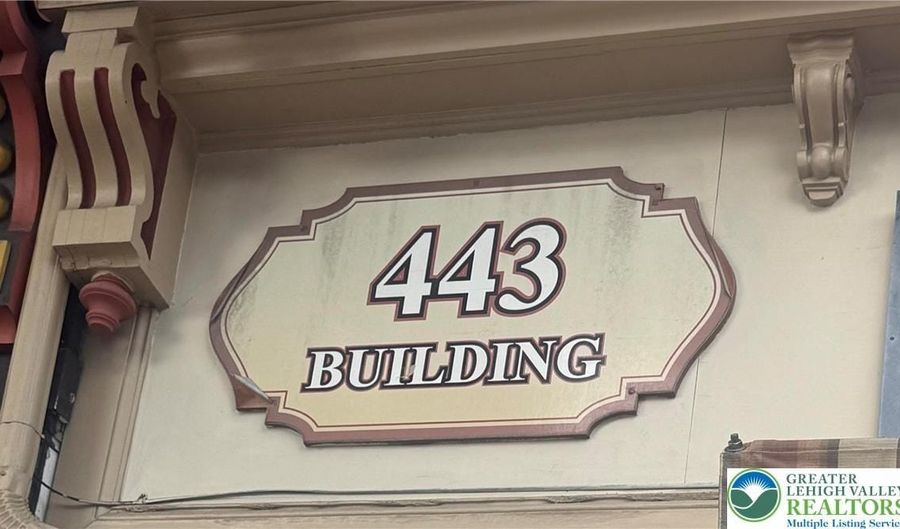 443
BUILDING
GREATER
LEHIGH VALLEY
REALTORS
Multiple Listing Service